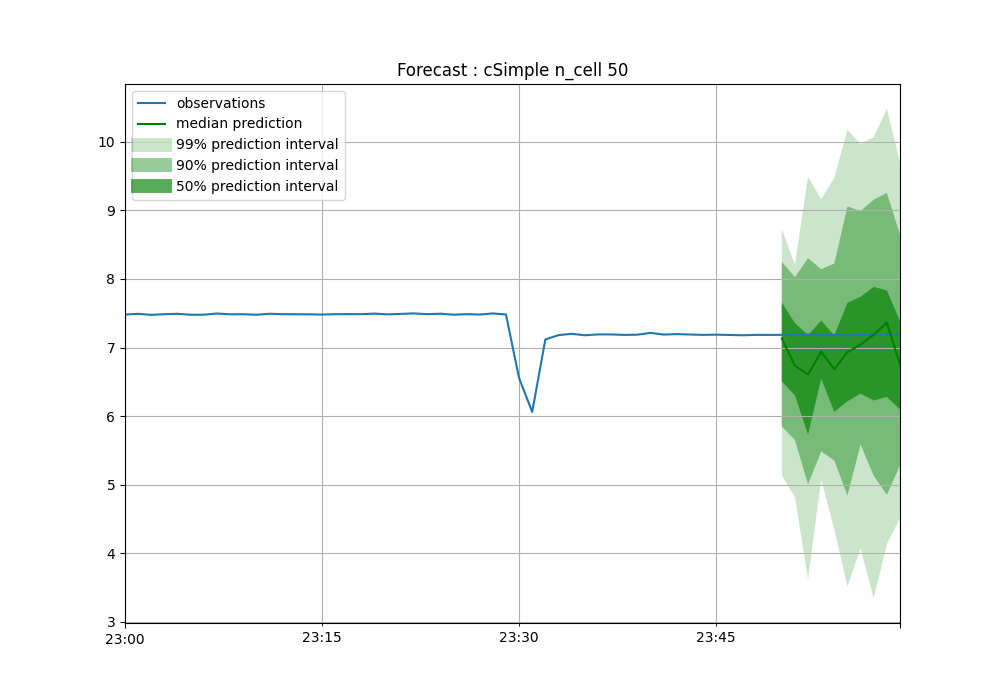 Forecast : cSimple n_cell 50
observations
median prediction
99% prediction interval
90% prediction interval
50% prediction interval
10
9
8
7
6
5
4
3
23:00
23:15
23:30
23:45